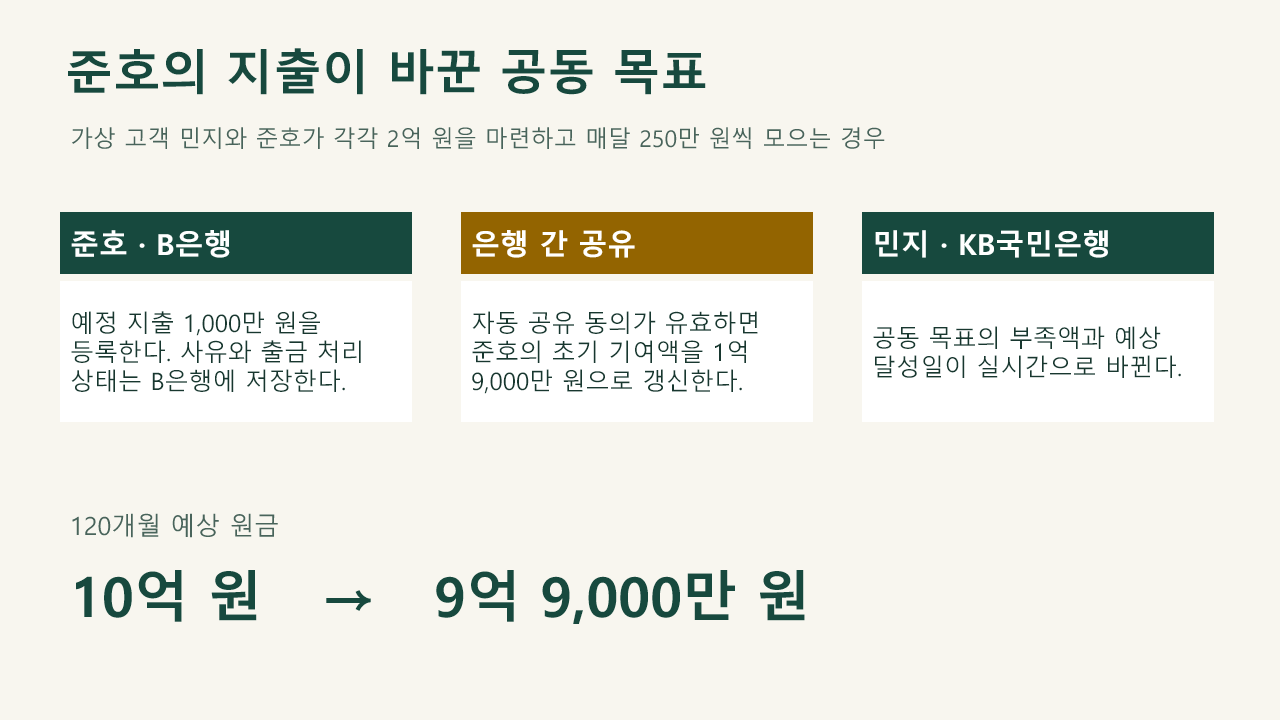 준호의 지출이 바꾼 공동 목표
가상 고객 민지와 준호가 각각 2억 원을 마련하고 매달 250만 원씩 모으는 경우
준호 · B은행
예정 지출 1,000만 원을
등록한다. 사유와 출금 처리
상태는 B은행에 저장한다.
은행 간 공유
자동 공유 동의가 유효하면
준호의 초기 기여액을 1억
9,000만 원으로 갱신한다.
민지 · KB국민은행
공동 목표의 부족액과 예상
달성일이 실시간으로 바뀐다.
120개월 예상 원금
10억 원 → 9억 9,000만 원